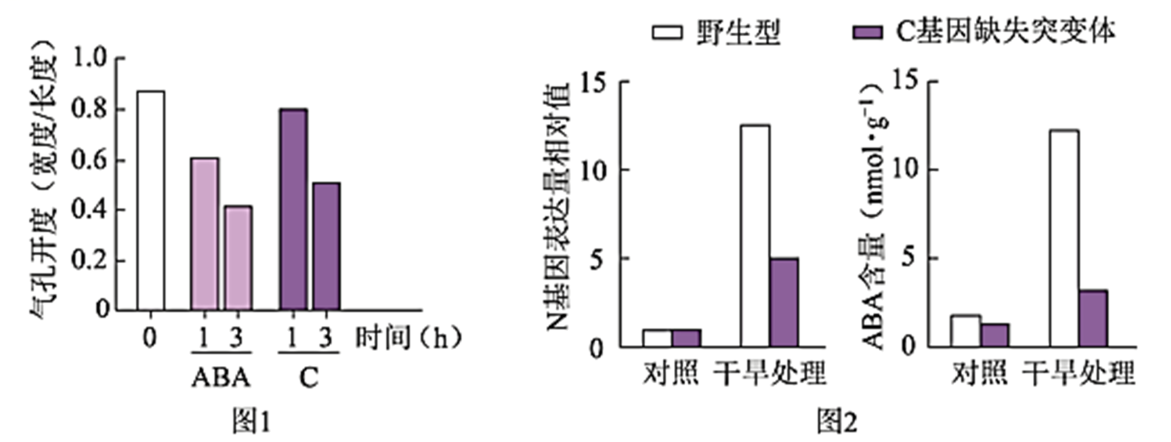 气孔开度（宽度/长度）
1.0
0.8
0.6
0.4
0.2
0
0 1 3 1 3 时间（h）
ABA C
图1
野生型 C基因缺失突变体
N基因表达量相对值
15
10
5
0
对照 干旱处理
ABA含量（nmol·g⁻¹）
15
10
5
0
对照 干旱处理
图2